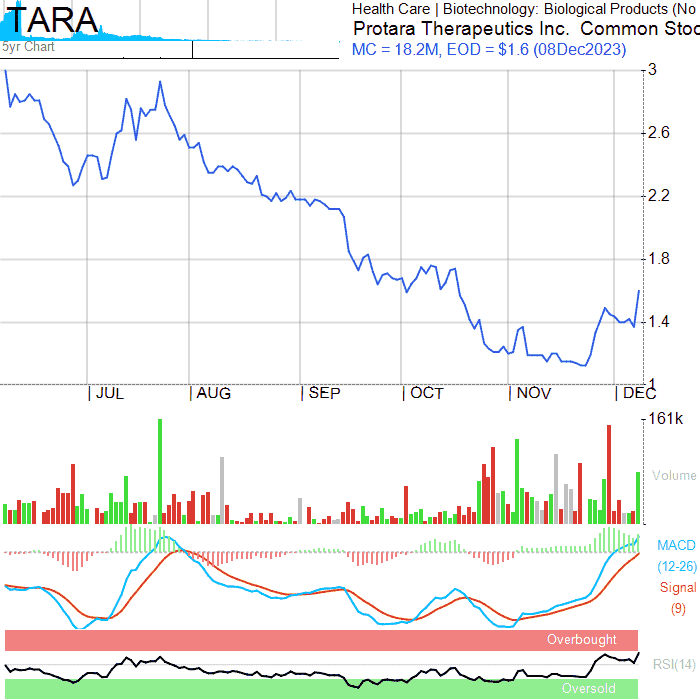 TARA
5yr Chart
Health Care | Biotechnology: Biological Products (No
Protara Therapeutics Inc.  Common Stoc
MC = 18.2M, EOD = $1.6 (08Dec2023)
3
2.6
2.2
1.8
1.4
1
JUL AUG SEP OCT NOV DEC
161k
Volume
MACD
(12-26)
Signal
(9)
Overbought
RSI(14)
Oversold